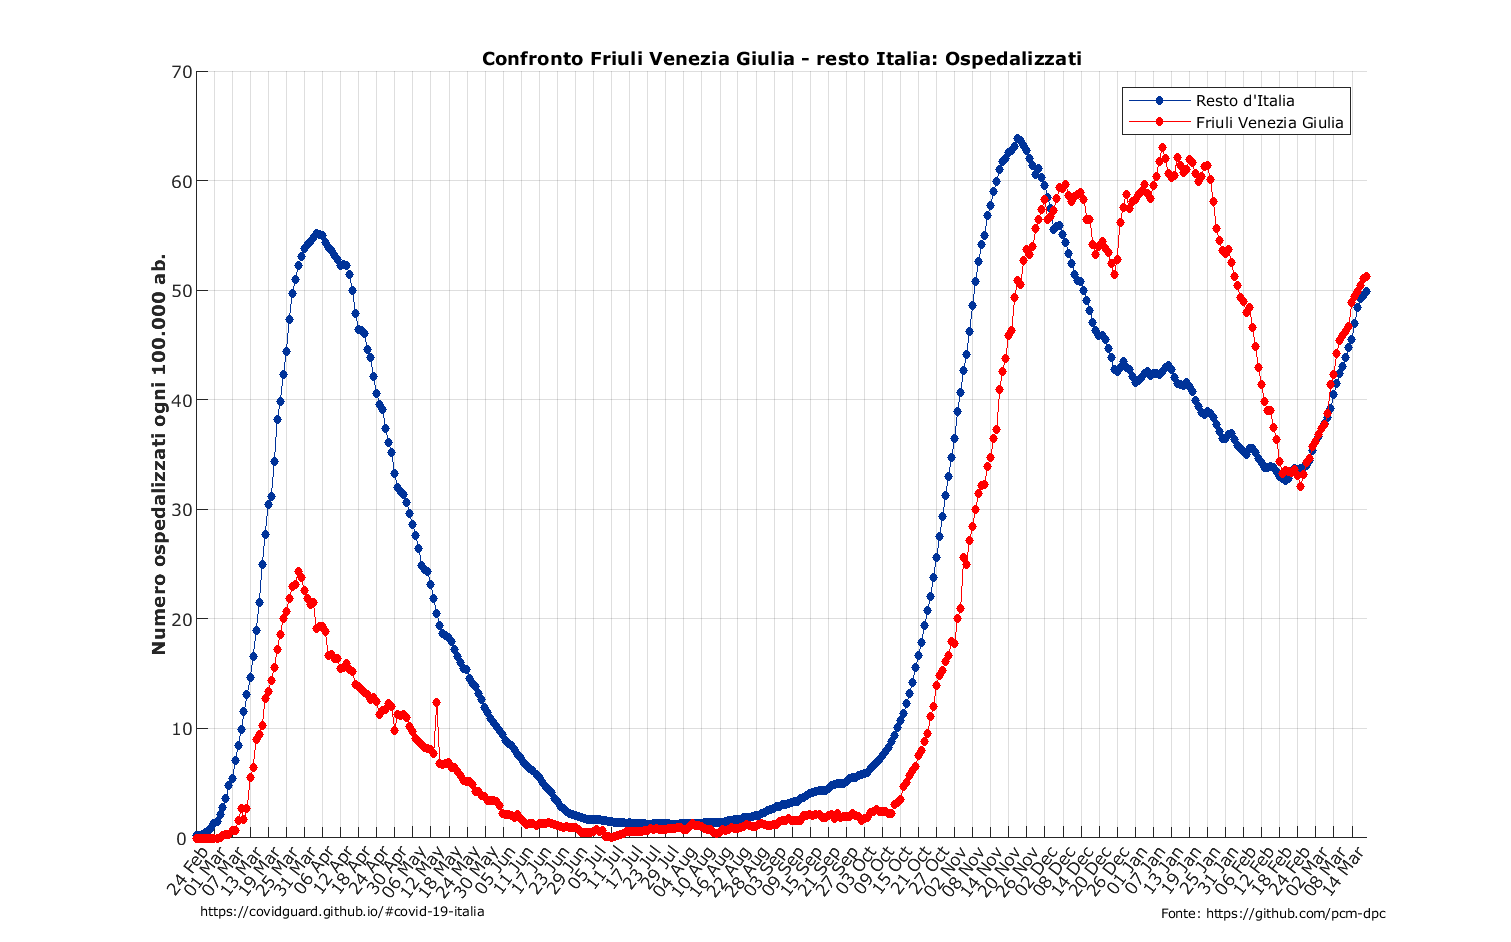 Confronto Friuli Venezia Giulia - resto Italia: Ospedalizzati
Resto d'Italia
Friuli Venezia Giulia
Numero ospedalizzati ogni 100.000 ab.
70
60
50
40
30
20
10
0
24 Feb
01 Mar
07 Mar
13 Mar
19 Mar
25 Mar
31 Mar
06 Apr
12 Apr
18 Apr
24 Apr
30 Apr
06 May
12 May
18 May
24 May
30 May
05 Jun
11 Jun
17 Jun
23 Jun
29 Jun
05 Jul
11 Jul
17 Jul
23 Jul
29 Jul
04 Aug
10 Aug
16 Aug
22 Aug
28 Aug
03 Sep
09 Sep
15 Sep
21 Sep
27 Sep
03 Oct
09 Oct
15 Oct
21 Oct
27 Oct
02 Nov
08 Nov
14 Nov
20 Nov
26 Nov
02 Dec
08 Dec
14 Dec
20 Dec
26 Dec
01 Jan
07 Jan
13 Jan
19 Jan
25 Jan
31 Jan
06 Feb
12 Feb
18 Feb
24 Feb
02 Mar
08 Mar
14 Mar
https://covidguard.github.io/#covid-19-italia
Fonte: https://github.com/pcm-dpc